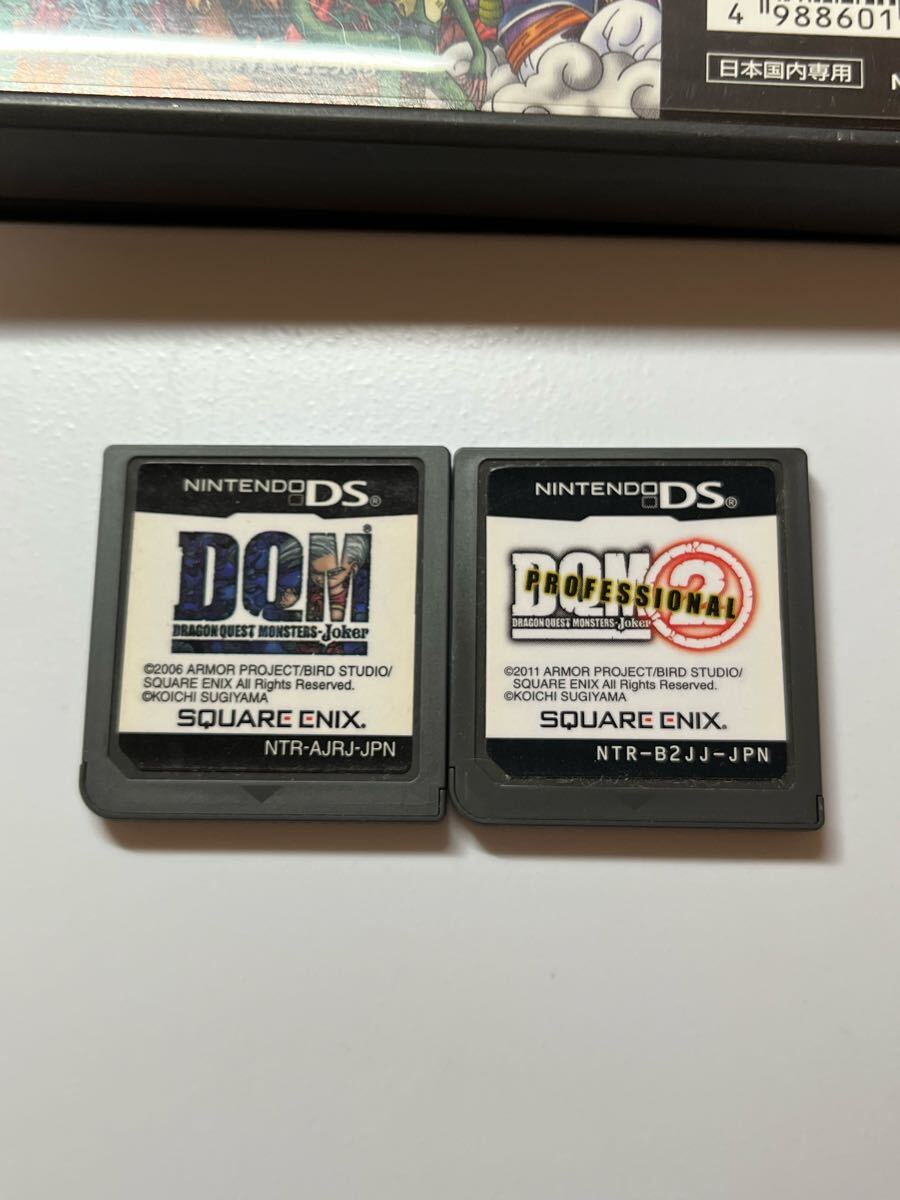 4 988601
日本国内専用
NINTENDO DS®
DQM®
DRAGON QUEST MONSTERS-Joker
©2006 ARMOR PROJECT/BIRD STUDIO/
SQUARE ENIX All Rights Reserved.
©KOICHI SUGIYAMA
SQUARE ENIX.
NTR-AJRJ-JPN
NINTENDO DS®
DQM 2
PROFESSIONAL
DRAGON QUEST MONSTERS-Joker
©2011 ARMOR PROJECT/BIRD STUDIO/
SQUARE ENIX All Rights Reserved.
©KOICHI SUGIYAMA
SQUARE ENIX.
NTR-B2JJ-JPN